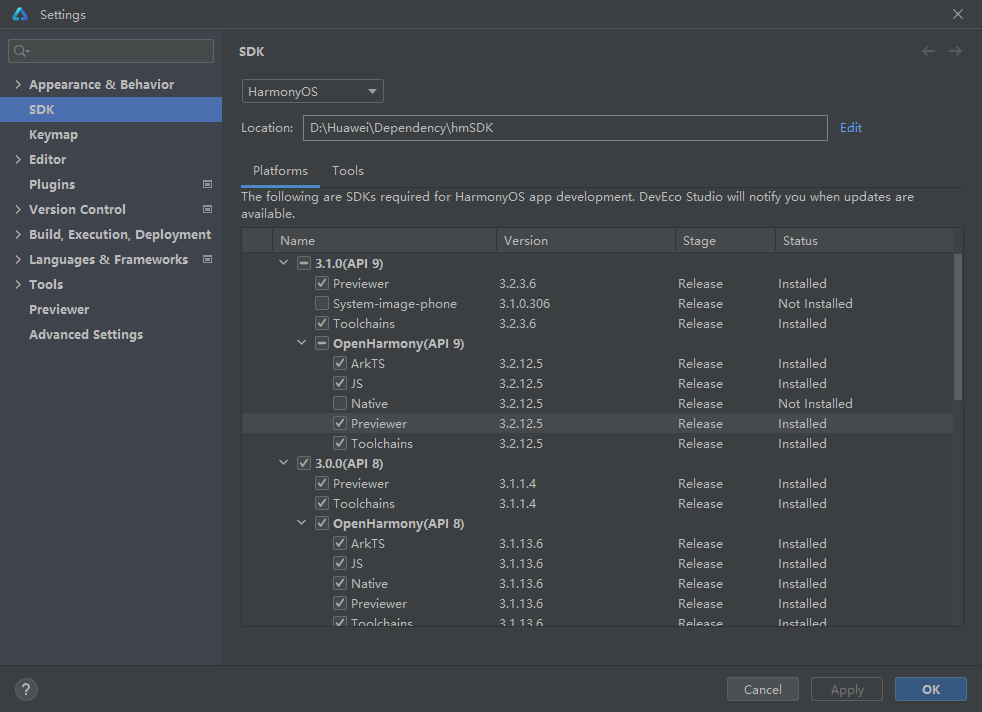 Settings
SDK
Appearance & Behavior
SDK
Keymap
Editor
Plugins
Version Control
Build, Execution, Deployment
Languages & Frameworks
Tools
Previewer
Advanced Settings
HarmonyOS
Location: D:\Huawei\Dependency\hmSDK Edit
Platforms Tools
The following are SDKs required for HarmonyOS app development. DevEco Studio will notify you when updates are
available.
Name Version Stage Status
3.1.0(API 9)
Previewer 3.2.3.6 Release Installed
System-image-phone 3.1.0.306 Release Not Installed
Toolchains 3.2.3.6 Release Installed
OpenHarmony(API 9)
ArkTS 3.2.12.5 Release Installed
JS 3.2.12.5 Release Installed
Native 3.2.12.5 Release Not Installed
Previewer 3.2.12.5 Release Installed
Toolchains 3.2.12.5 Release Installed
3.0.0(API 8)
Previewer 3.1.1.4 Release Installed
Toolchains 3.1.1.4 Release Installed
OpenHarmony(API 8)
ArkTS 3.1.13.6 Release Installed
JS 3.1.13.6 Release Installed
Native 3.1.13.6 Release Installed
Previewer 3.1.13.6 Release Installed
Toolchains 3.1.13.6 Release Installed
? Cancel Apply OK